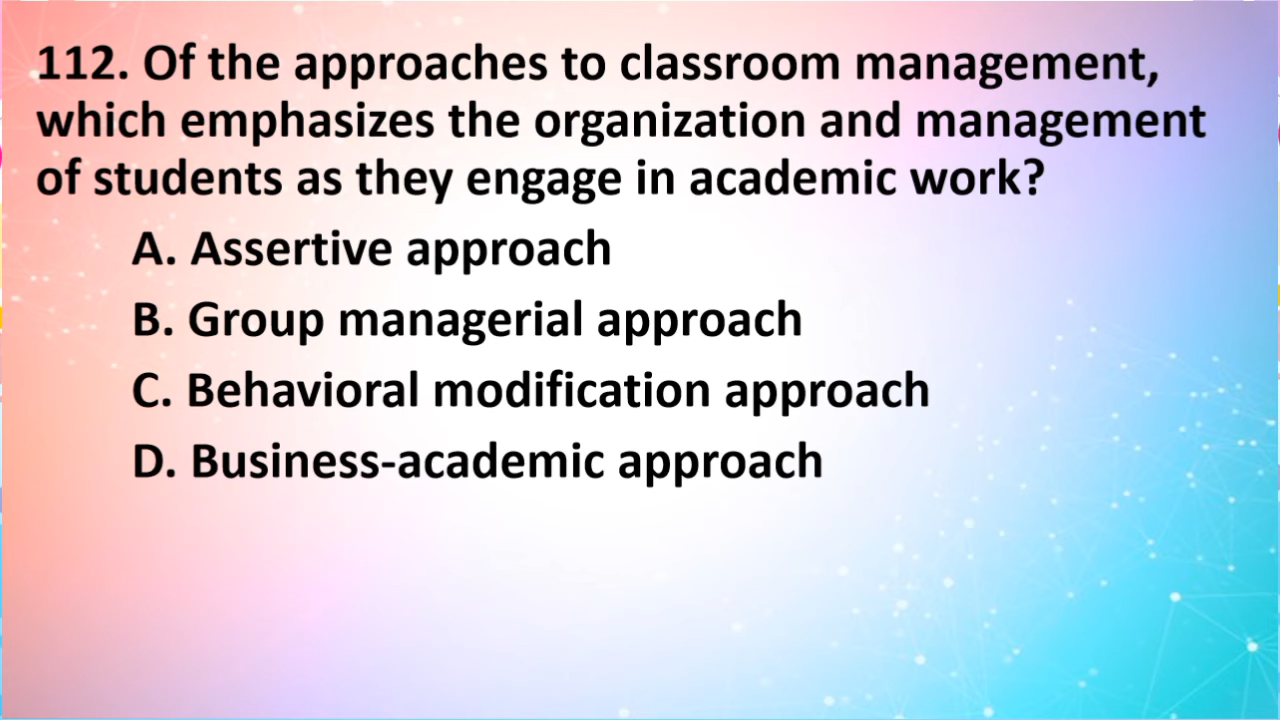 112. Of the approaches to classroom management,
which emphasizes the organization and management
of students as they engage in academic work?
A. Assertive approach
B. Group managerial approach
C. Behavioral modification approach
D. Business-academic approach